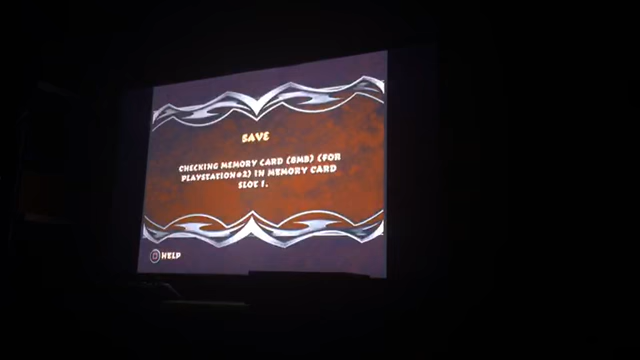 SAVE
CHECKING MEMORY CARD (8MB) (FOR
PLAYSTATION®2) IN MEMORY CARD
SLOT 1.
HELP